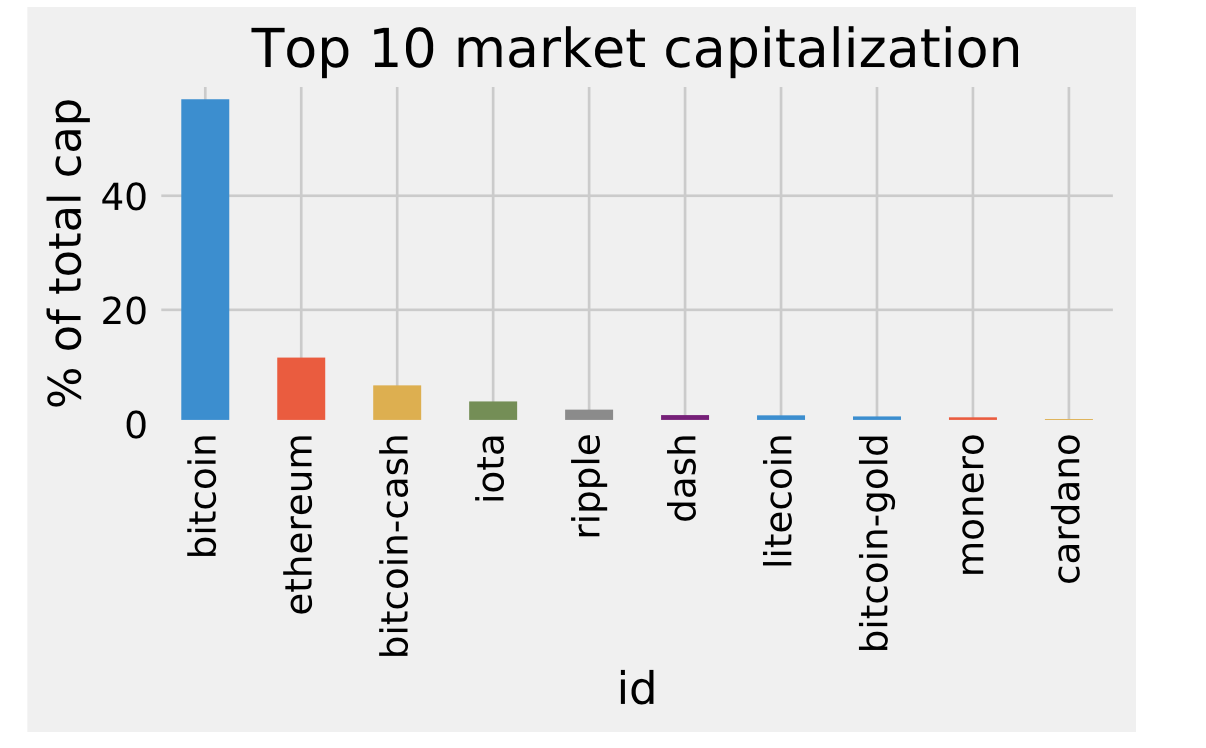 Top 10 market capitalization
% of total cap
40
20
0
bitcoin
ethereum
bitcoin-cash
iota
ripple
dash
litecoin
bitcoin-gold
monero
cardano
id